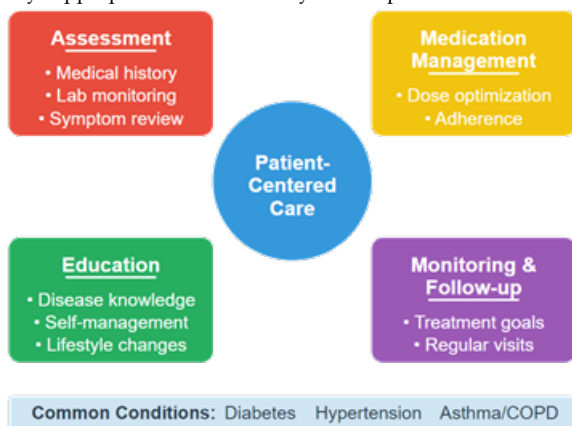 Assessment
• Medical history
• Lab monitoring
• Symptom review
Medication
Management
• Dose optimization
• Adherence
Patient-
Centered
Care
Education
• Disease knowledge
• Self-management
• Lifestyle changes
Monitoring &
Follow-up
• Treatment goals
• Regular visits
Common Conditions: Diabetes Hypertension Asthma/COPD